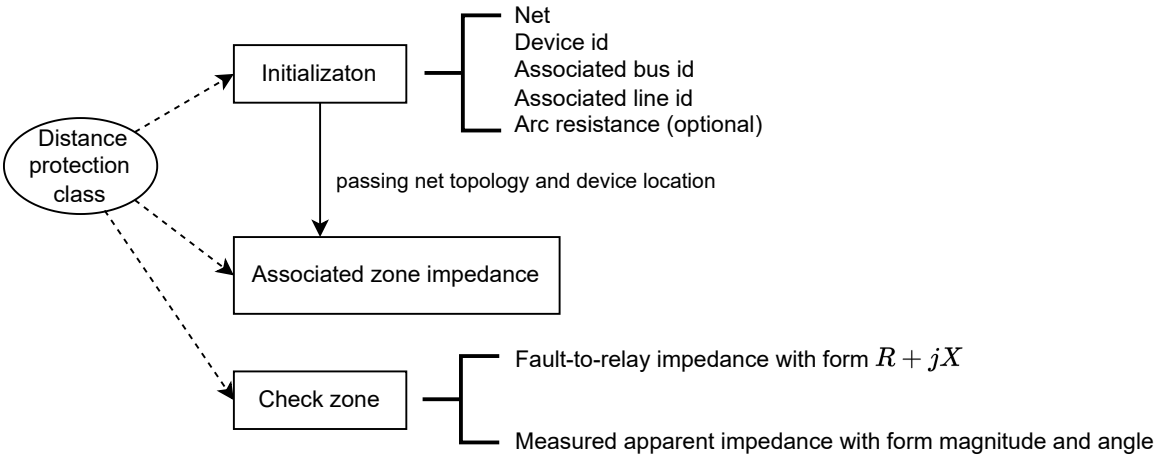 Initializaton
Net
Device id
Associated bus id
Associated line id
Arc resistance (optional)
Distance
protection
class
passing net topology and device location
Associated zone impedance
Check zone
Fault-to-relay impedance with form R + jX
Measured apparent impedance with form magnitude and angle